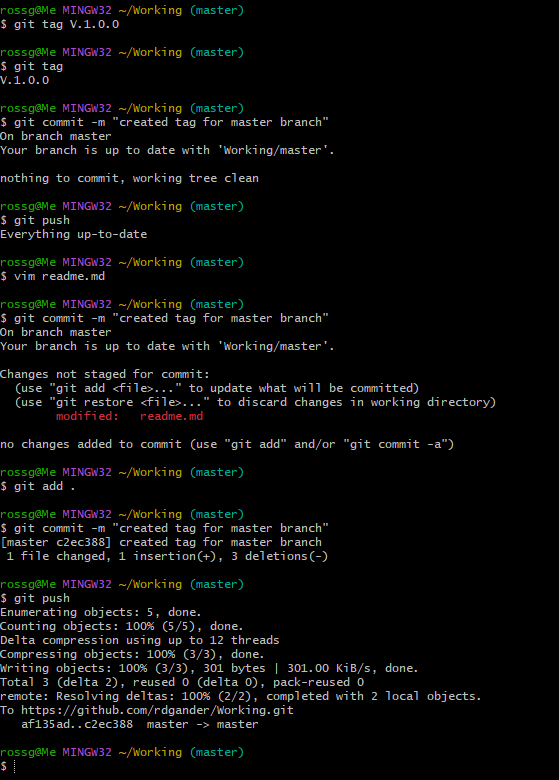 rossg@Me MINGW32 ~/Working (master)
$ git tag V.1.0.0
rossg@Me MINGW32 ~/Working (master)
$ git tag
V.1.0.0
rossg@Me MINGW32 ~/Working (master)
$ git commit -m "created tag for master branch"
On branch master
Your branch is up to date with 'Working/master'.
nothing to commit, working tree clean
rossg@Me MINGW32 ~/Working (master)
$ git push
Everything up-to-date
rossg@Me MINGW32 ~/Working (master)
$ vim readme.md
rossg@Me MINGW32 ~/Working (master)
$ git commit -m "created tag for master branch"
On branch master
Your branch is up to date with 'Working/master'.
Changes not staged for commit:
  (use "git add <file>..." to update what will be committed)
  (use "git restore <file>..." to discard changes in working directory)
        modified:   readme.md
no changes added to commit (use "git add" and/or "git commit -a")
rossg@Me MINGW32 ~/Working (master)
$ git add .
rossg@Me MINGW32 ~/Working (master)
$ git commit -m "created tag for master branch"
[master c2ec388] created tag for master branch
 1 file changed, 1 insertion(+), 3 deletions(-)
rossg@Me MINGW32 ~/Working (master)
$ git push
Enumerating objects: 5, done.
Counting objects: 100% (5/5), done.
Delta compression using up to 12 threads
Compressing objects: 100% (3/3), done.
Writing objects: 100% (3/3), 301 bytes | 301.00 KiB/s, done.
Total 3 (delta 2), reused 0 (delta 0), pack-reused 0
remote: Resolving deltas: 100% (2/2), completed with 2 local objects.
To https://github.com/rdgander/Working.git
   af135ad..c2ec388  master -> master
rossg@Me MINGW32 ~/Working (master)
$